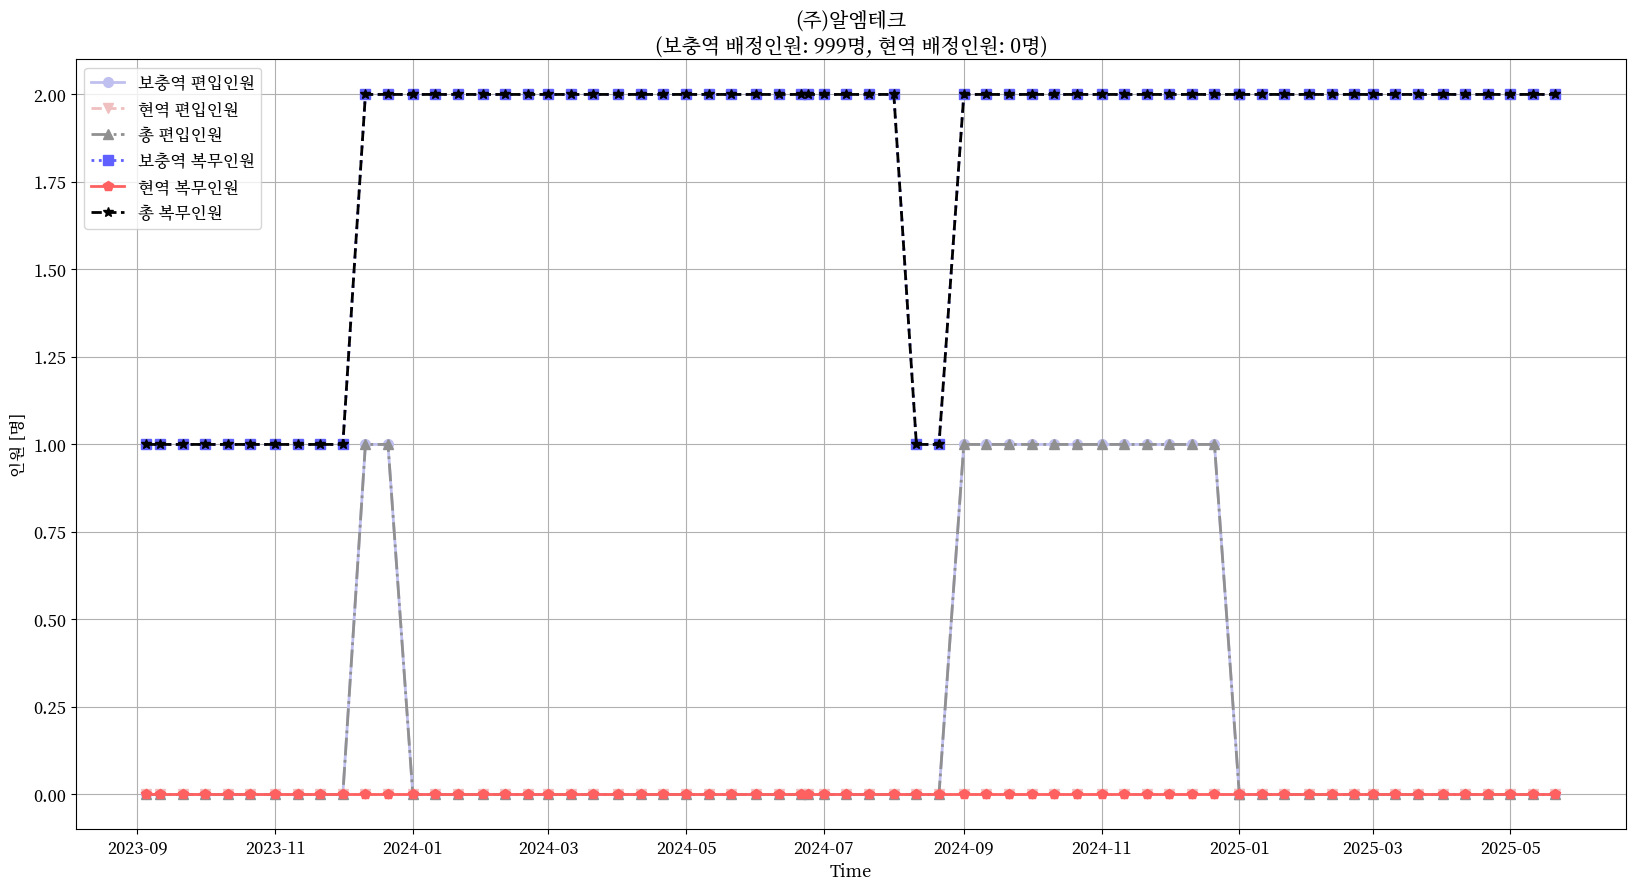 (주)알엠테크
(보충역 배정인원: 999명, 현역 배정인원: 0명)
보충역 편입인원
현역 편입인원
총 편입인원
보충역 복무인원
현역 복무인원
총 복무인원
2.00
1.75
1.50
1.25
1.00
0.75
0.50
0.25
0.00
인원 [명]
2023-09 2023-11 2024-01 2024-03 2024-05 2024-07 2024-09 2024-11 2025-01 2025-03 2025-05
Time